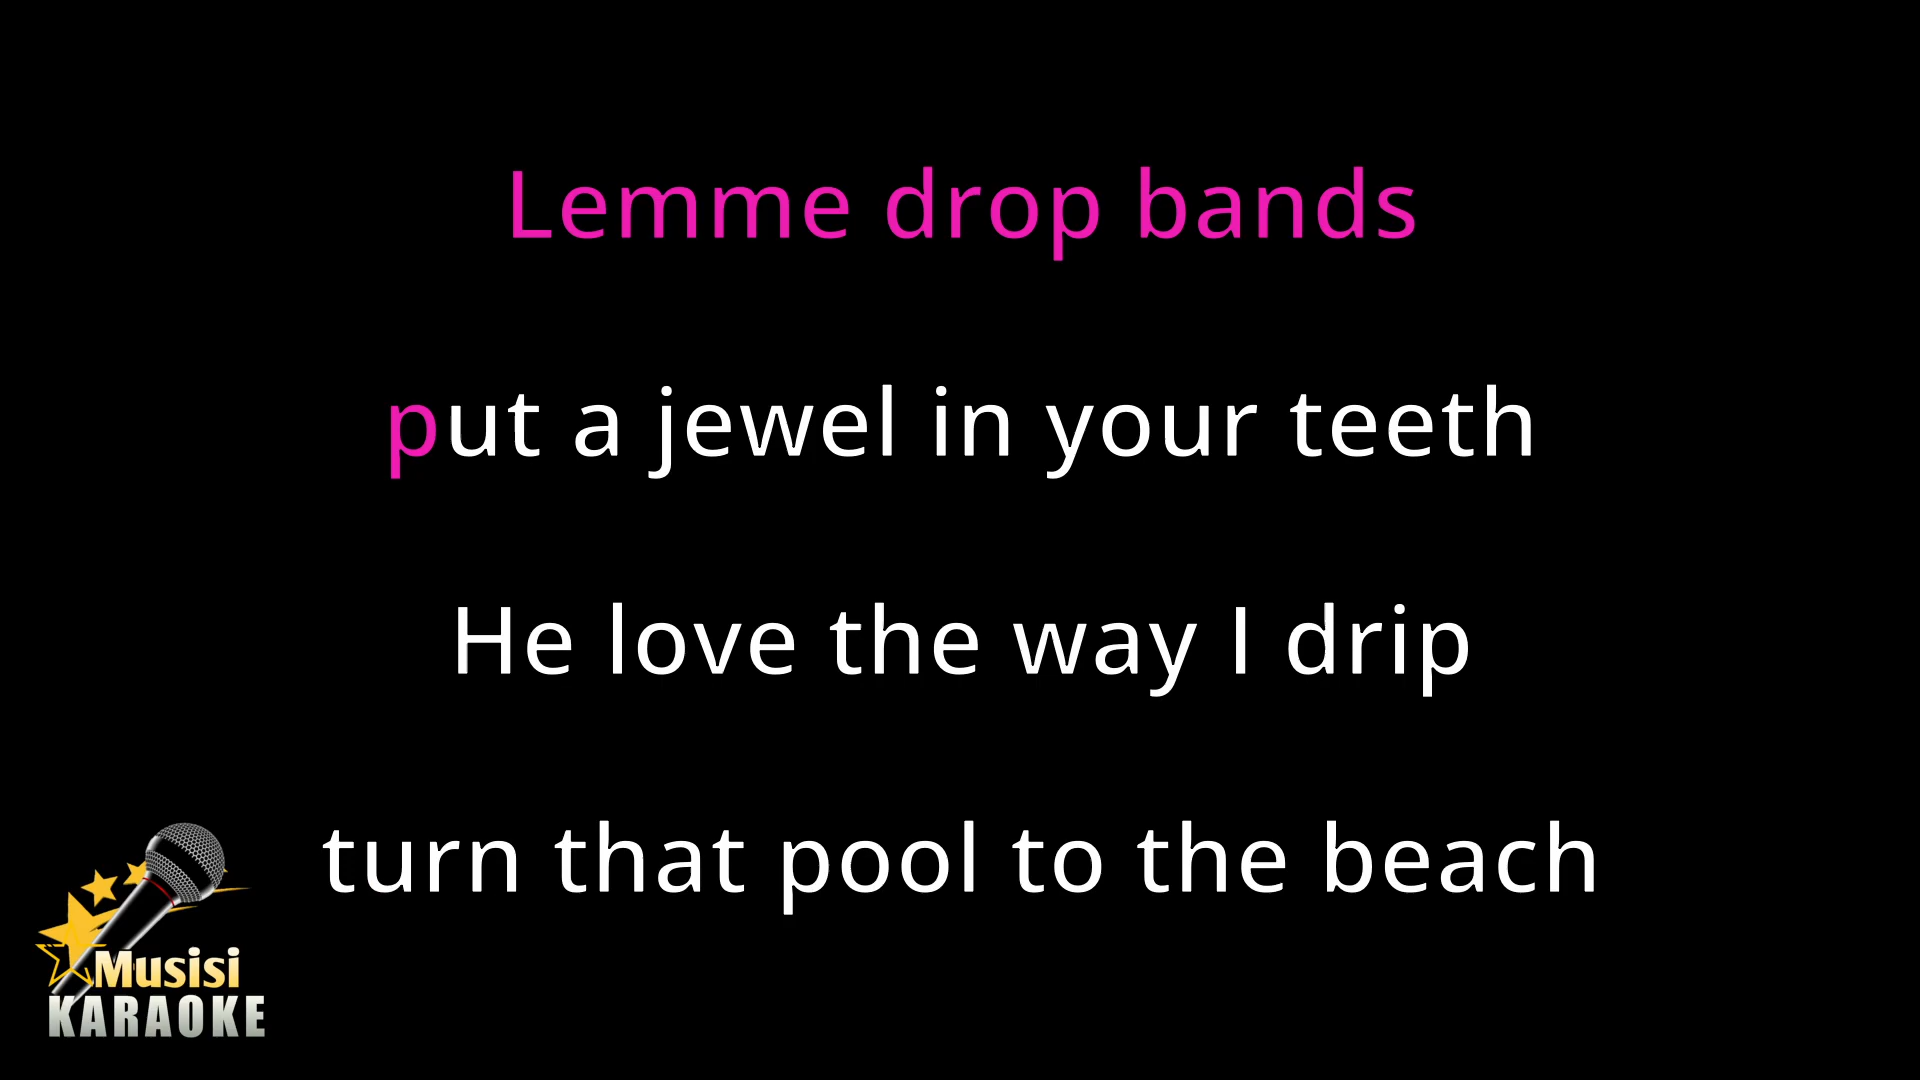 Lemme drop bands
put a jewel in your teeth
He love the way I drip
turn that pool to the beach
Musisi
KARAOKE